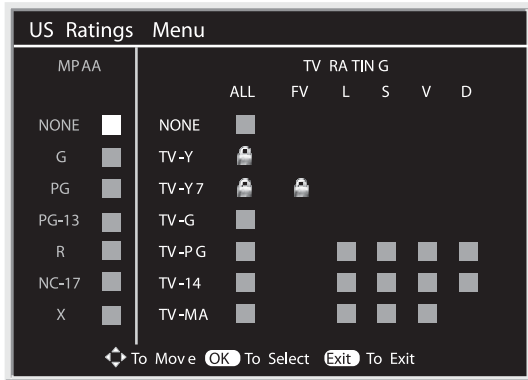 US Ratings Menu
MPAA TV RATING
ALL FV L S V D
NONE NONE
G TV-Y
PG TV-Y7
PG-13 TV-G
R TV-PG
NC-17 TV-14
X TV-MA
To Move OK To Select Exit To Exit